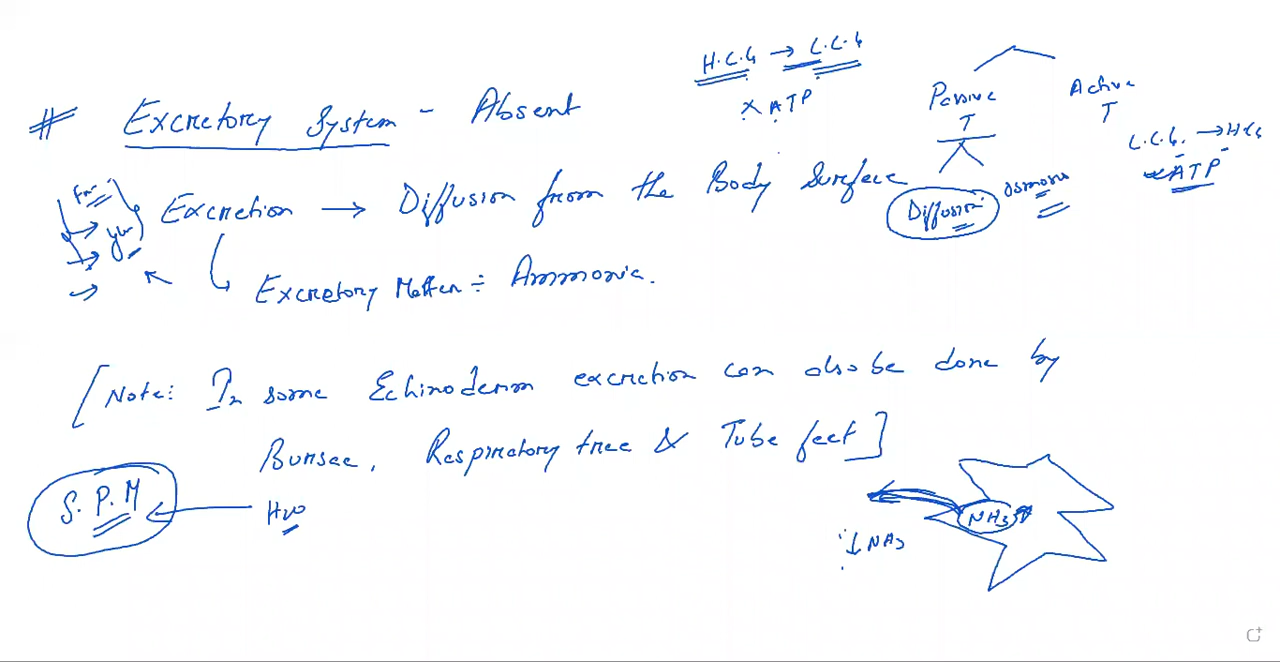 H.C.G → L.C.G
X ATP
Passive T
Active T
L.C.G. → HCG
ATP
Diffusion
Osmosis
# Excretory System - Absent
Excretion → Diffusion from the Body Surface
Excretory Matter ÷ Ammonia.
[Note: In some Echinoderm excretion can also be done by
Bursae, Respiratory tree & Tube feet]
S.P.M
NH3
↓ NH3